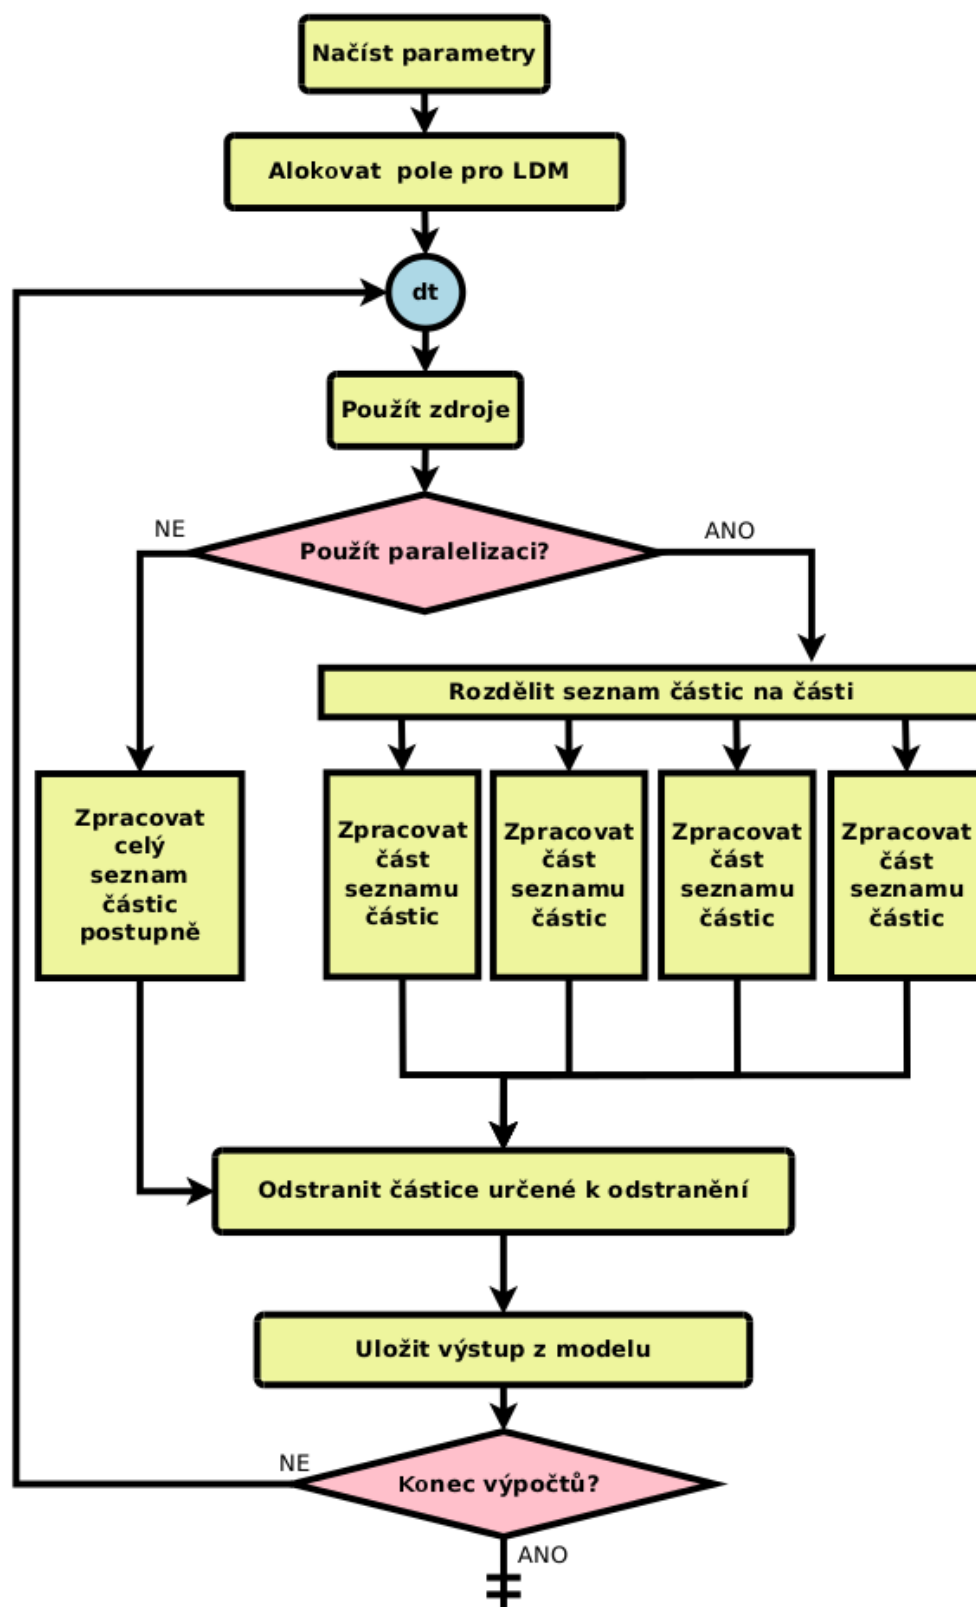 Načíst parametry
Alokovat pole pro LDM
dt
Použít zdroje
NE
Použít paralelizaci?
ANO
Rozdělit seznam částic na části
Zpracovat
celý
seznam
částic
postupně
Zpracovat
část
seznamu
částic
Zpracovat
část
seznamu
částic
Zpracovat
část
seznamu
částic
Zpracovat
část
seznamu
částic
Odstranit částice určené k odstranění
Uložit výstup z modelu
NE
Konec výpočtů?
ANO